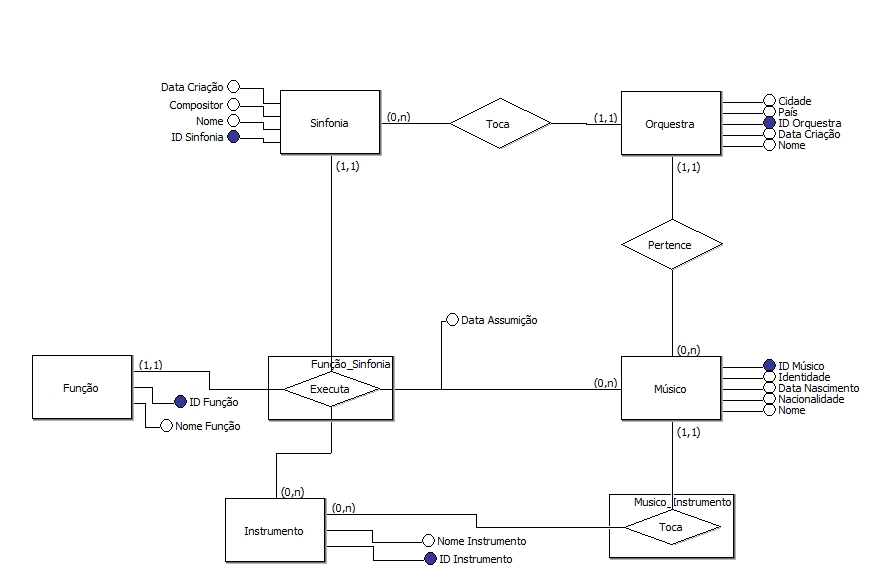 Data Criação
Compositor
Nome
ID Sinfonia
Sinfonia
(0,n)
Toca
(1,1)
Orquestra
Cidade
País
ID Orquestra
Data Criação
Nome
(1,1)
(1,1)
Pertence
Data Assumição
(0,n)
Função
(1,1)
ID Função
Nome Função
Função_Sinfonia
Executa
(0,n)
Músico
ID Músico
Identidade
Data Nascimento
Nacionalidade
Nome
(1,1)
(0,n)
Instrumento
(0,n)
Nome Instrumento
ID Instrumento
Musico_Instrumento
Toca